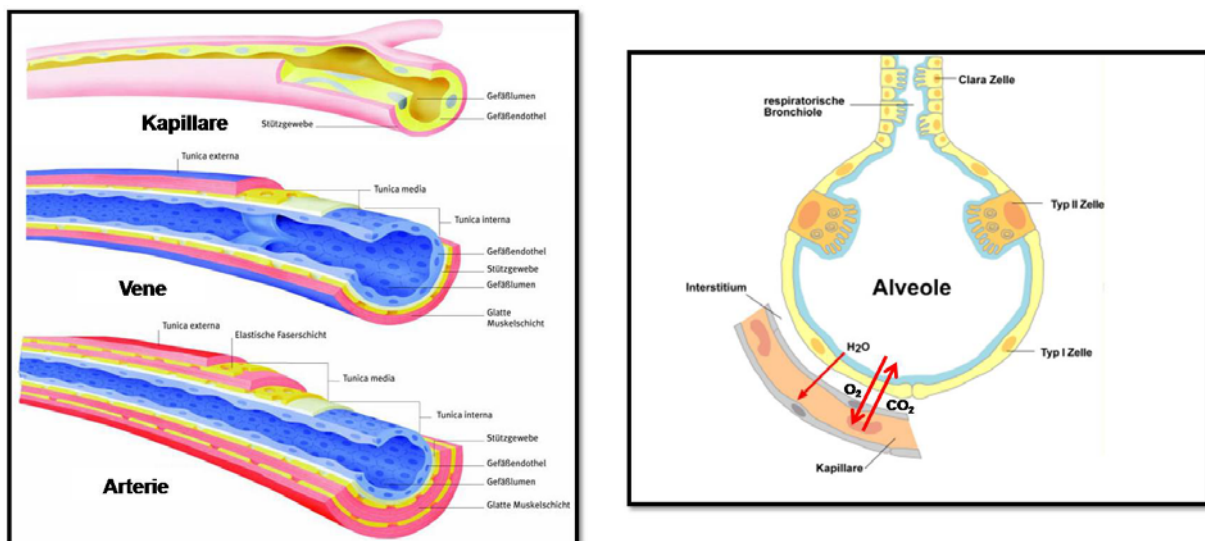 Gefäßlumen
Gefäßendothel
Stützgewebe
Kapillare
Tunica externa
Tunica media
Tunica interna
Gefäßendothel
Stützgewebe
Gefäßlumen
Glatte
Muskelschicht
Vene
Tunica externa
Elastische Faserschicht
Tunica media
Tunica interna
Stützgewebe
Gefäßendothel
Gefäßlumen
Glatte Muskelschicht
Arterie
Clara Zelle
respiratorische
Bronchiole
Typ II Zelle
Alveole
Interstitium
H2O
Typ I Zelle
O2
CO2
Kapillare